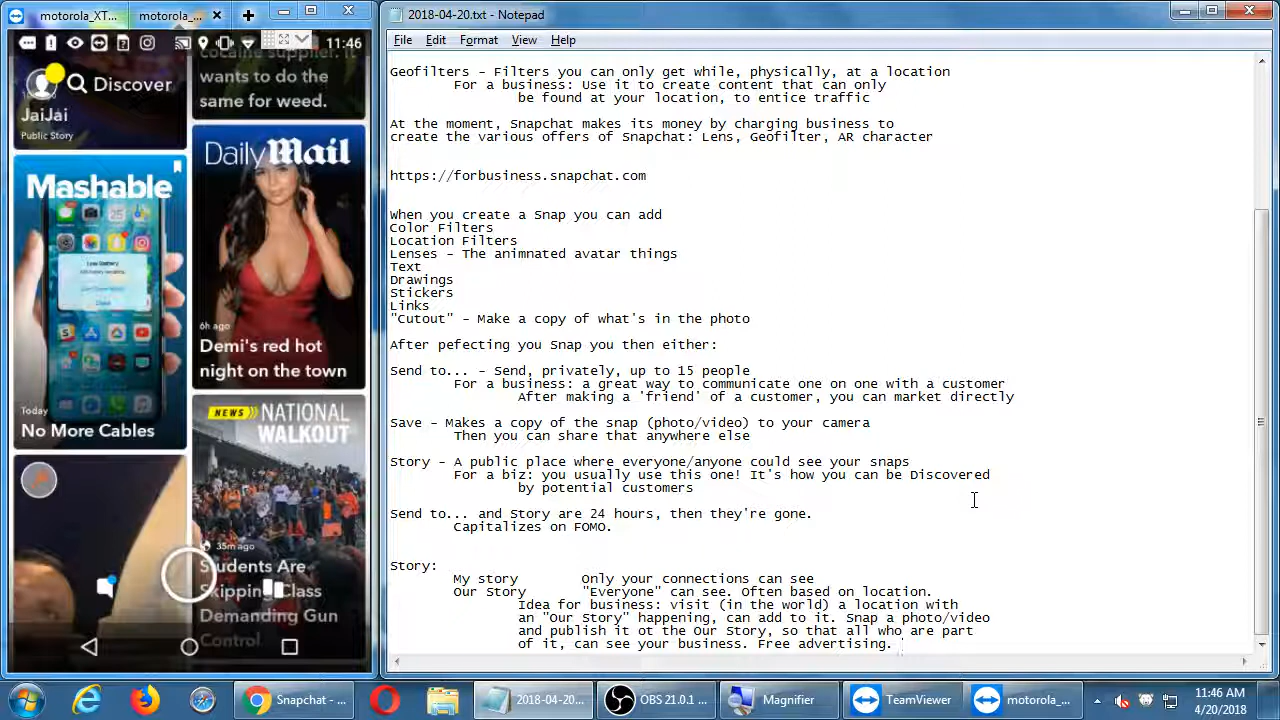 motorola_XT...
motorola_...
11:46
Discover
JaiJai
Public Story
Mashable
Today
No More Cables
cocaine supplier. It
wants to do the
same for weed.
Daily Mail
6h ago
Demi's red hot
night on the town
NEWS
NATIONAL
WALKOUT
35m ago
Students Are
Skipping Class
Demanding Gun
Control
2018-04-20.txt - Notepad
File Edit Format View Help
Geofilters - Filters you can only get while, physically, at a location
For a business: Use it to create content that can only
be found at your location, to entice traffic
At the moment, Snapchat makes its money by charging business to
create the various offers of Snapchat: Lens, Geofilter, AR character
https://forbusiness.snapchat.com
When you create a Snap you can add
Color Filters
Location Filters
Lenses - The animnated avatar things
Text
Drawings
Stickers
Links
"Cutout" - Make a copy of what's in the photo
After pefecting you Snap you then either:
Send to... - Send, privately, up to 15 people
For a business: a great way to communicate one on one with a customer
After making a 'friend' of a customer, you can market directly
Save - Makes a copy of the snap (photo/video) to your camera
Then you can share that anywhere else
Story - A public place where everyone/anyone could see your snaps
For a biz: you usually use this one! It's how you can be Discovered
by potential customers
Send to... and Story are 24 hours, then they're gone.
Capitalizes on FOMO.
Story:
My story Only your connections can see
Our Story "Everyone" can see. Often based on location.
Idea for business: visit (in the world) a location with
an "Our Story" happening, can add to it. Snap a photo/video
and publish it ot the Our Story, so that all who are part
of it, can see your business. Free advertising.
Snapchat - ...
2018-04-20...
OBS 21.0.1 ...
Magnifier
TeamViewer
motorola_...
11:46 AM
4/20/2018